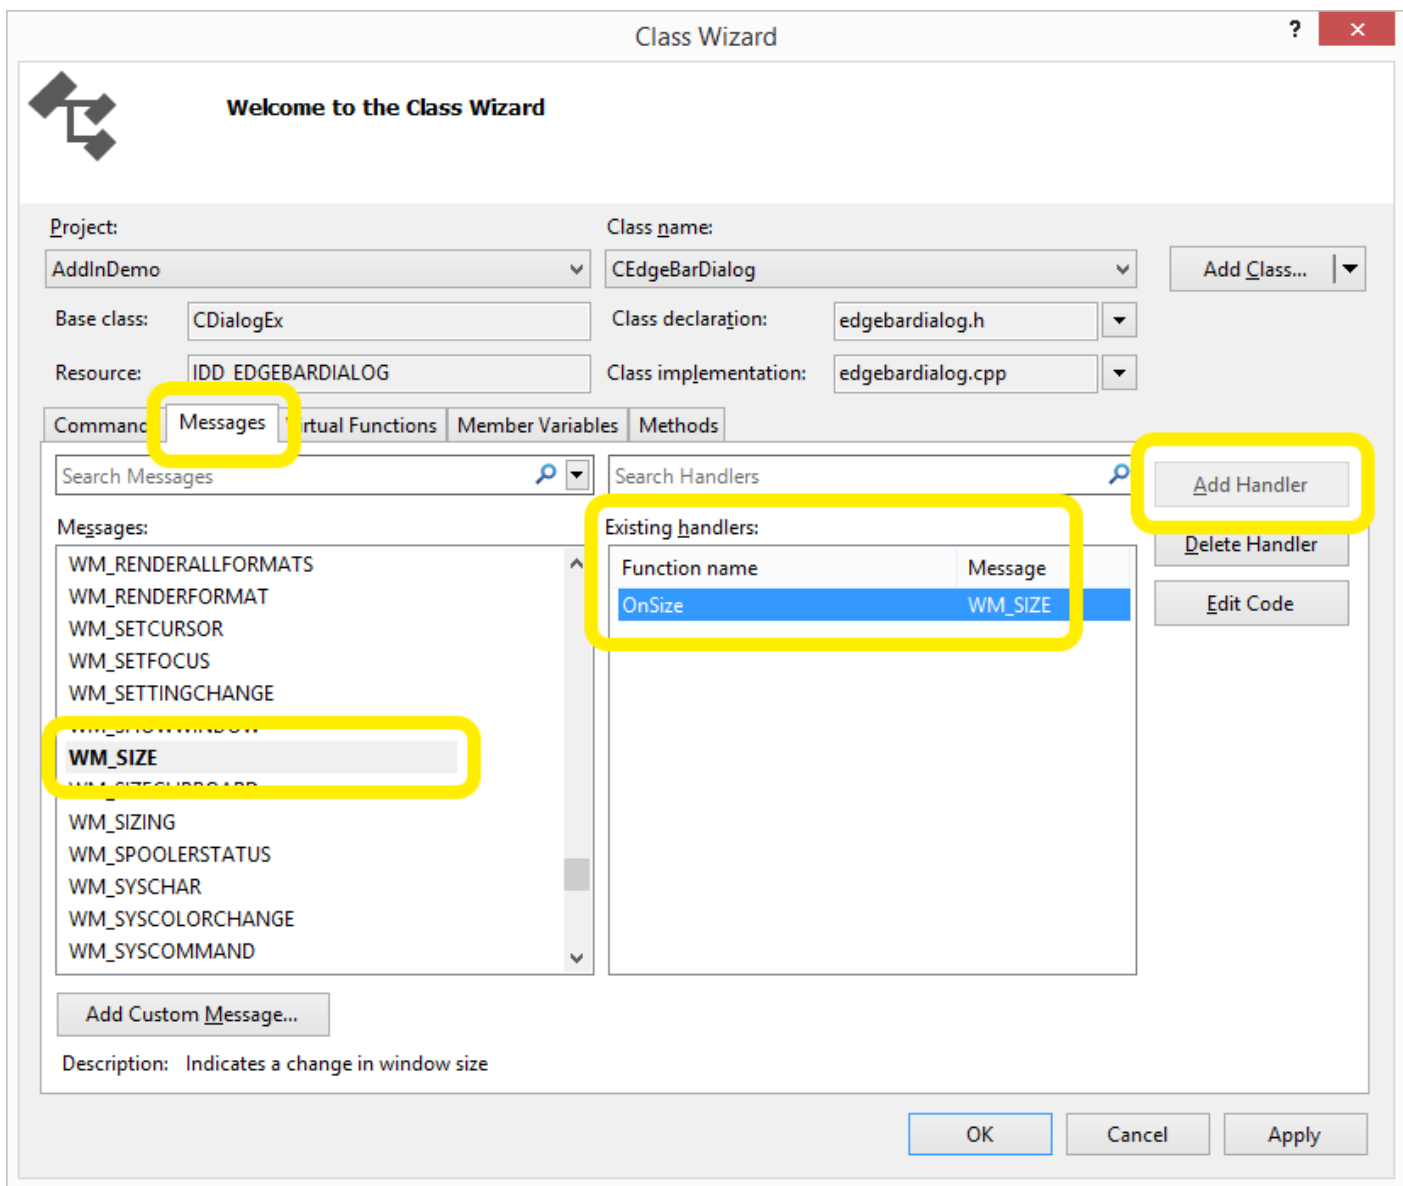 Class Wizard
?
Welcome to the Class Wizard
Project:
Class name:
AddInDemo
CEdgeBarDialog
Add Class...
Base class:
CDialogEx
Class declaration:
edgebardialog.h
Resource:
IDD_EDGEBARDIALOG
Class implementation:
edgebardialog.cpp
Messages
Member Variables
Methods
Search Messages
Search Handlers
Add Handler
Messages:
Existing handlers:
Delete Handler
WM_RENDERALLFORMATS
Function name
Message
WM_RENDERFORMAT
OnSize
WM_SIZE
Edit Code
WM_SETCURSOR
WM_SETFOCUS
WM_SETTINGCHANGE
WM_SIZE
WM_SIZING
WM_SPOOLERSTATUS
WM_SYSCHAR
WM_SYSCOLORCHANGE
WM_SYSCOMMAND
Add Custom Message...
Description: Indicates a change in window size
OK
Cancel
Apply